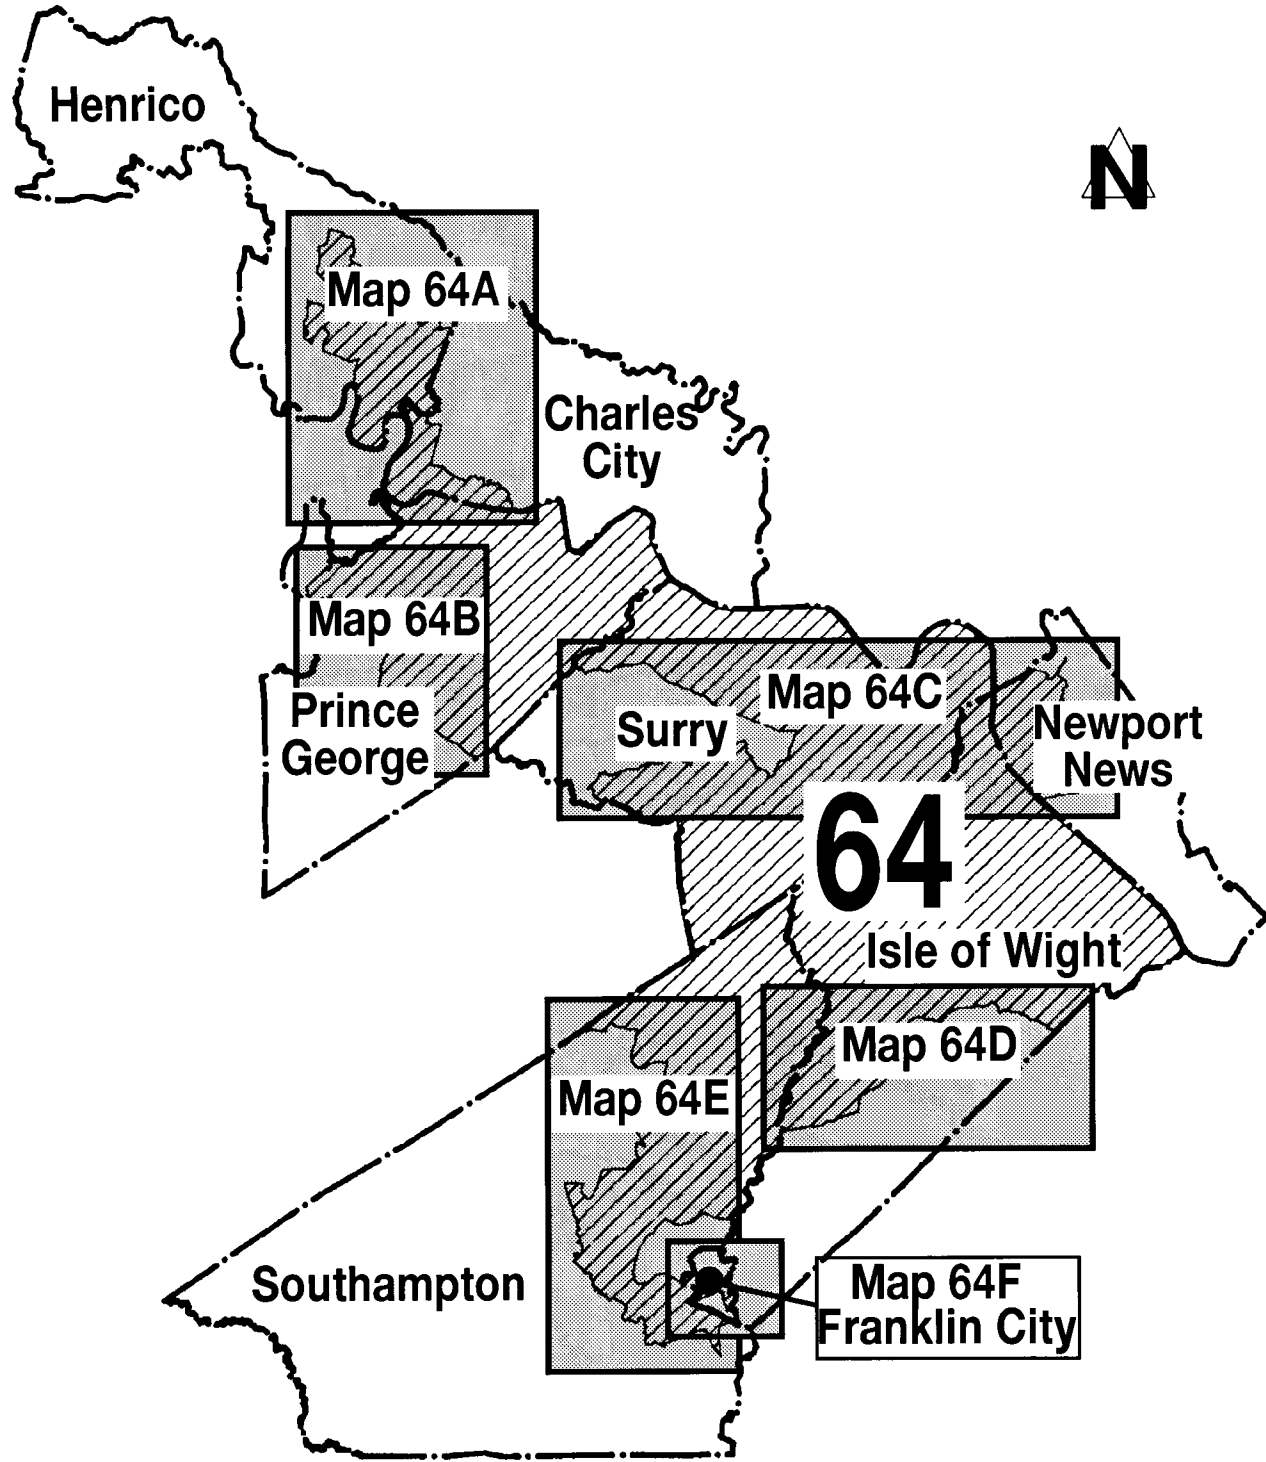 Henrico
N
Map 64A
Charles
City
Map 64B
Prince
George
Map 64C
Surry
Newport
News
64
Isle of Wight
Map 64D
Map 64E
Southampton
Map 64F
Franklin City